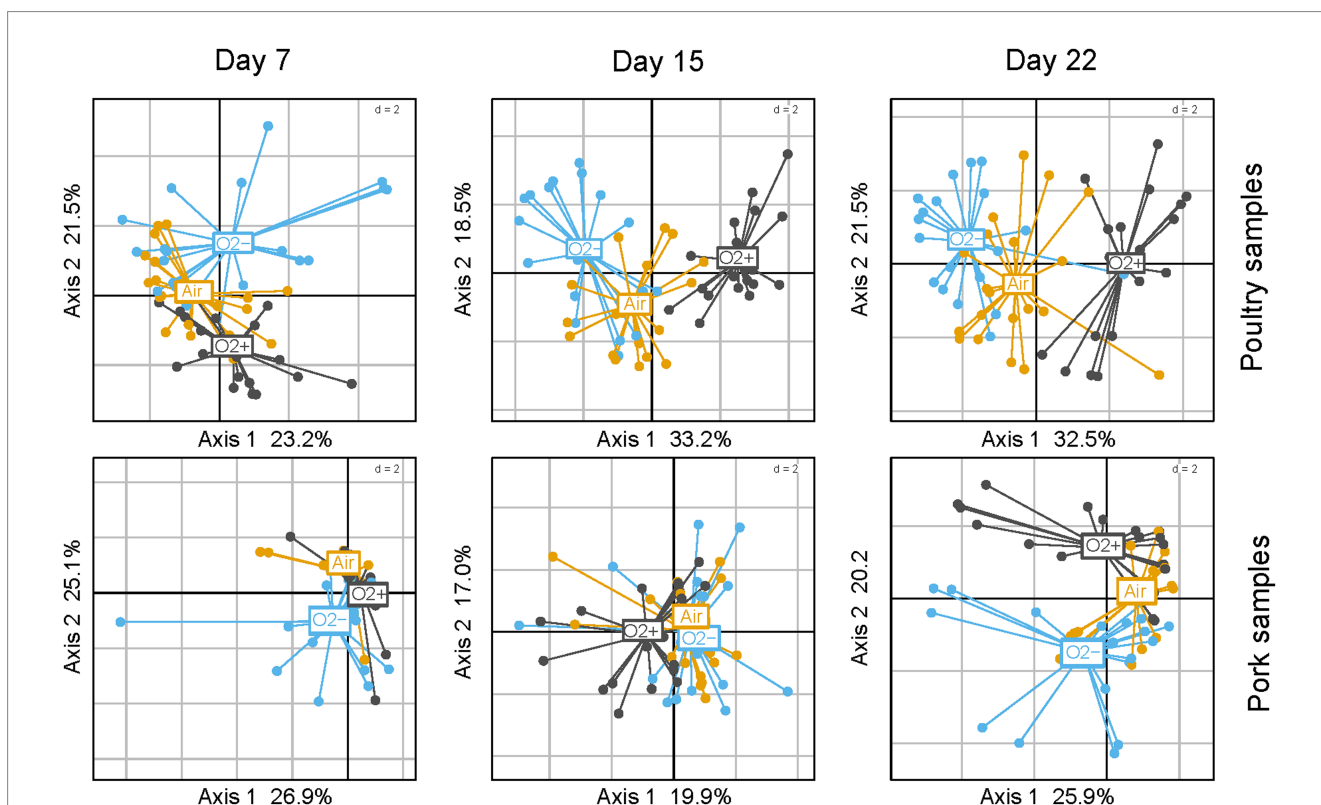 Day 7
Day 15
Day 22
d = 2
d = 2
d = 2
Axis 2 21.5%
O2−
Air
O2+
Axis 1 23.2%
Axis 2 18.5%
O2−
Air
O2+
Axis 1 33.2%
Axis 2 21.5%
O2−
Air
O2+
Axis 1 32.5%
Poultry samples
d = 2
d = 2
d = 2
Axis 2 25.1%
Air
O2+
O2−
Axis 1 26.9%
Axis 2 17.0%
Air
O2+
O2−
Axis 1 19.9%
Axis 2 20.2
O2+
Air
O2−
Axis 1 25.9%
Pork samples